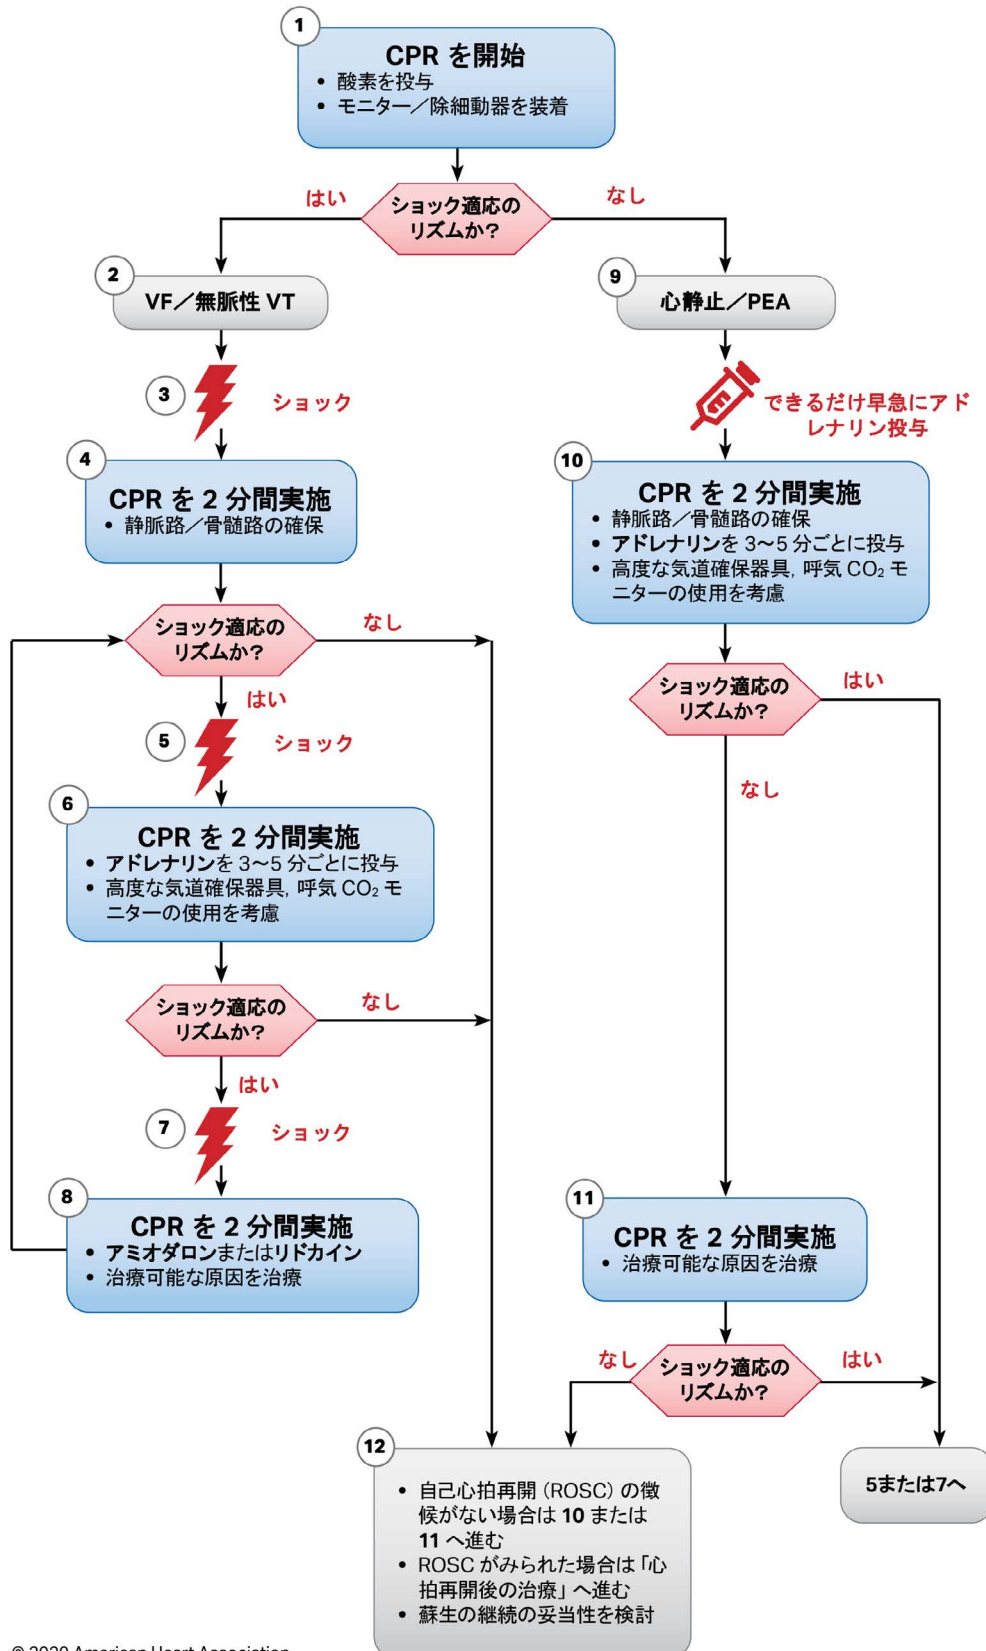 1
CPR を開始
• 酸素を投与
• モニター／除細動器を装着
はい
ショック適応の
リズムか？
なし
2
VF／無脈性 VT
9
心静止／PEA
3
ショック
できるだけ早急にアド
レナリン投与
4
CPR を 2 分間実施
• 静脈路／骨髄路の確保
10
CPR を 2 分間実施
• 静脈路／骨髄路の確保
• アドレナリンを 3～5 分ごとに投与
• 高度な気道確保器具，呼気 CO₂ モ
ニターの使用を考慮
ショック適応の
リズムか？
なし
はい
ショック適応の
リズムか？
はい
なし
5
ショック
6
CPR を 2 分間実施
• アドレナリンを 3～5 分ごとに投与
• 高度な気道確保器具，呼気 CO₂ モ
ニターの使用を考慮
ショック適応の
リズムか？
なし
はい
7
ショック
8
CPR を 2 分間実施
• アミオダロンまたはリドカイン
• 治療可能な原因を治療
11
CPR を 2 分間実施
• 治療可能な原因を治療
なし
ショック適応の
リズムか？
はい
12
• 自己心拍再開（ROSC）の徴
候がない場合は 10 または
11 へ進む
• ROSC がみられた場合は「心
拍再開後の治療」へ進む
• 蘇生の継続の妥当性を検討
5または7へ
© 2020 American Heart Association